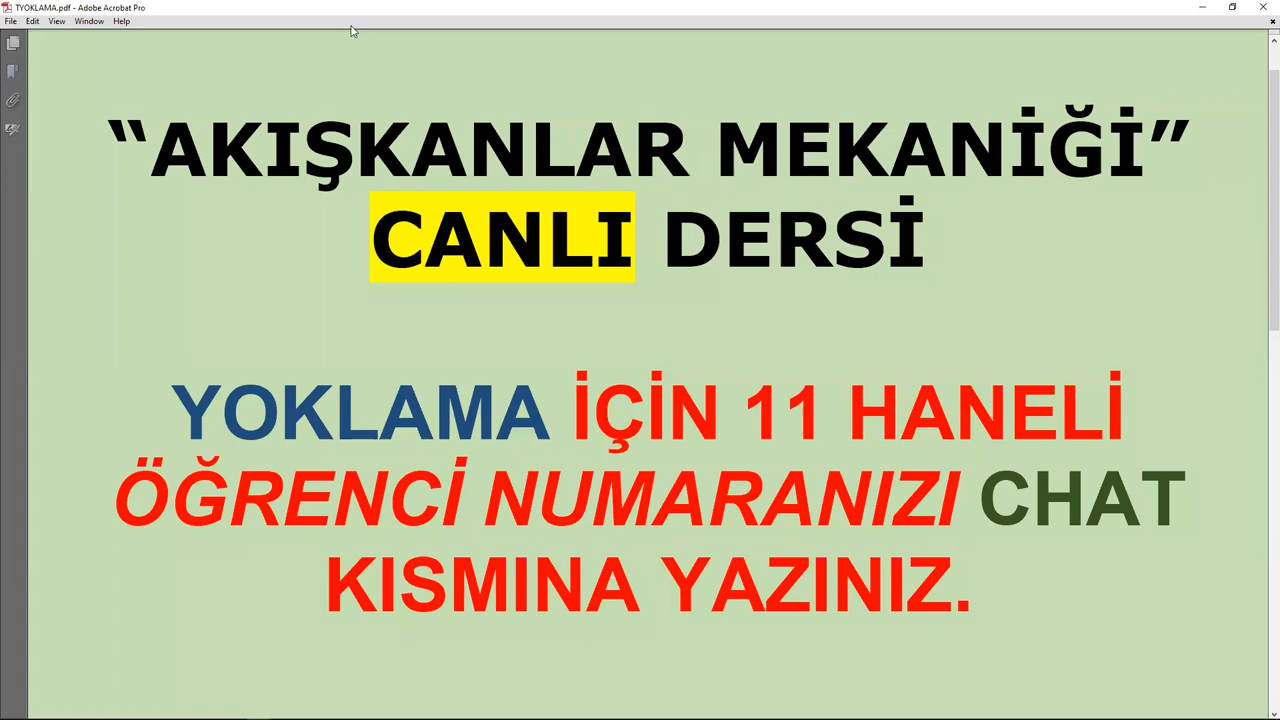 TYOKLAMA.pdf - Adobe Acrobat Pro
File Edit View Window Help
“AKIŞKANLAR MEKANİĞİ”
CANLI DERSİ
YOKLAMA İÇİN 11 HANELİ
ÖĞRENCİ NUMARANIZI CHAT
KISMINA YAZINIZ.